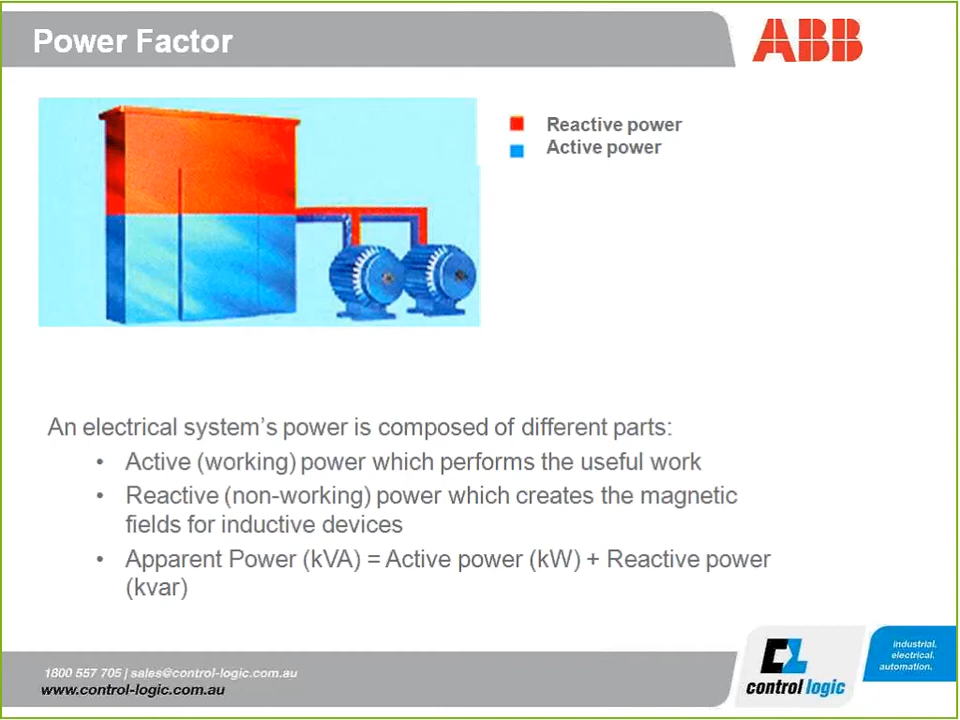 Power Factor
ABB
Reactive power
Active power
An electrical system's power is composed of different parts:
• Active (working) power which performs the useful work
• Reactive (non-working) power which creates the magnetic
fields for inductive devices
• Apparent Power (kVA) = Active power (kW) + Reactive power
(kvar)
1800 557 705 | sales@control-logic.com.au
www.control-logic.com.au
control logic
industrial.
electrical.
automation.